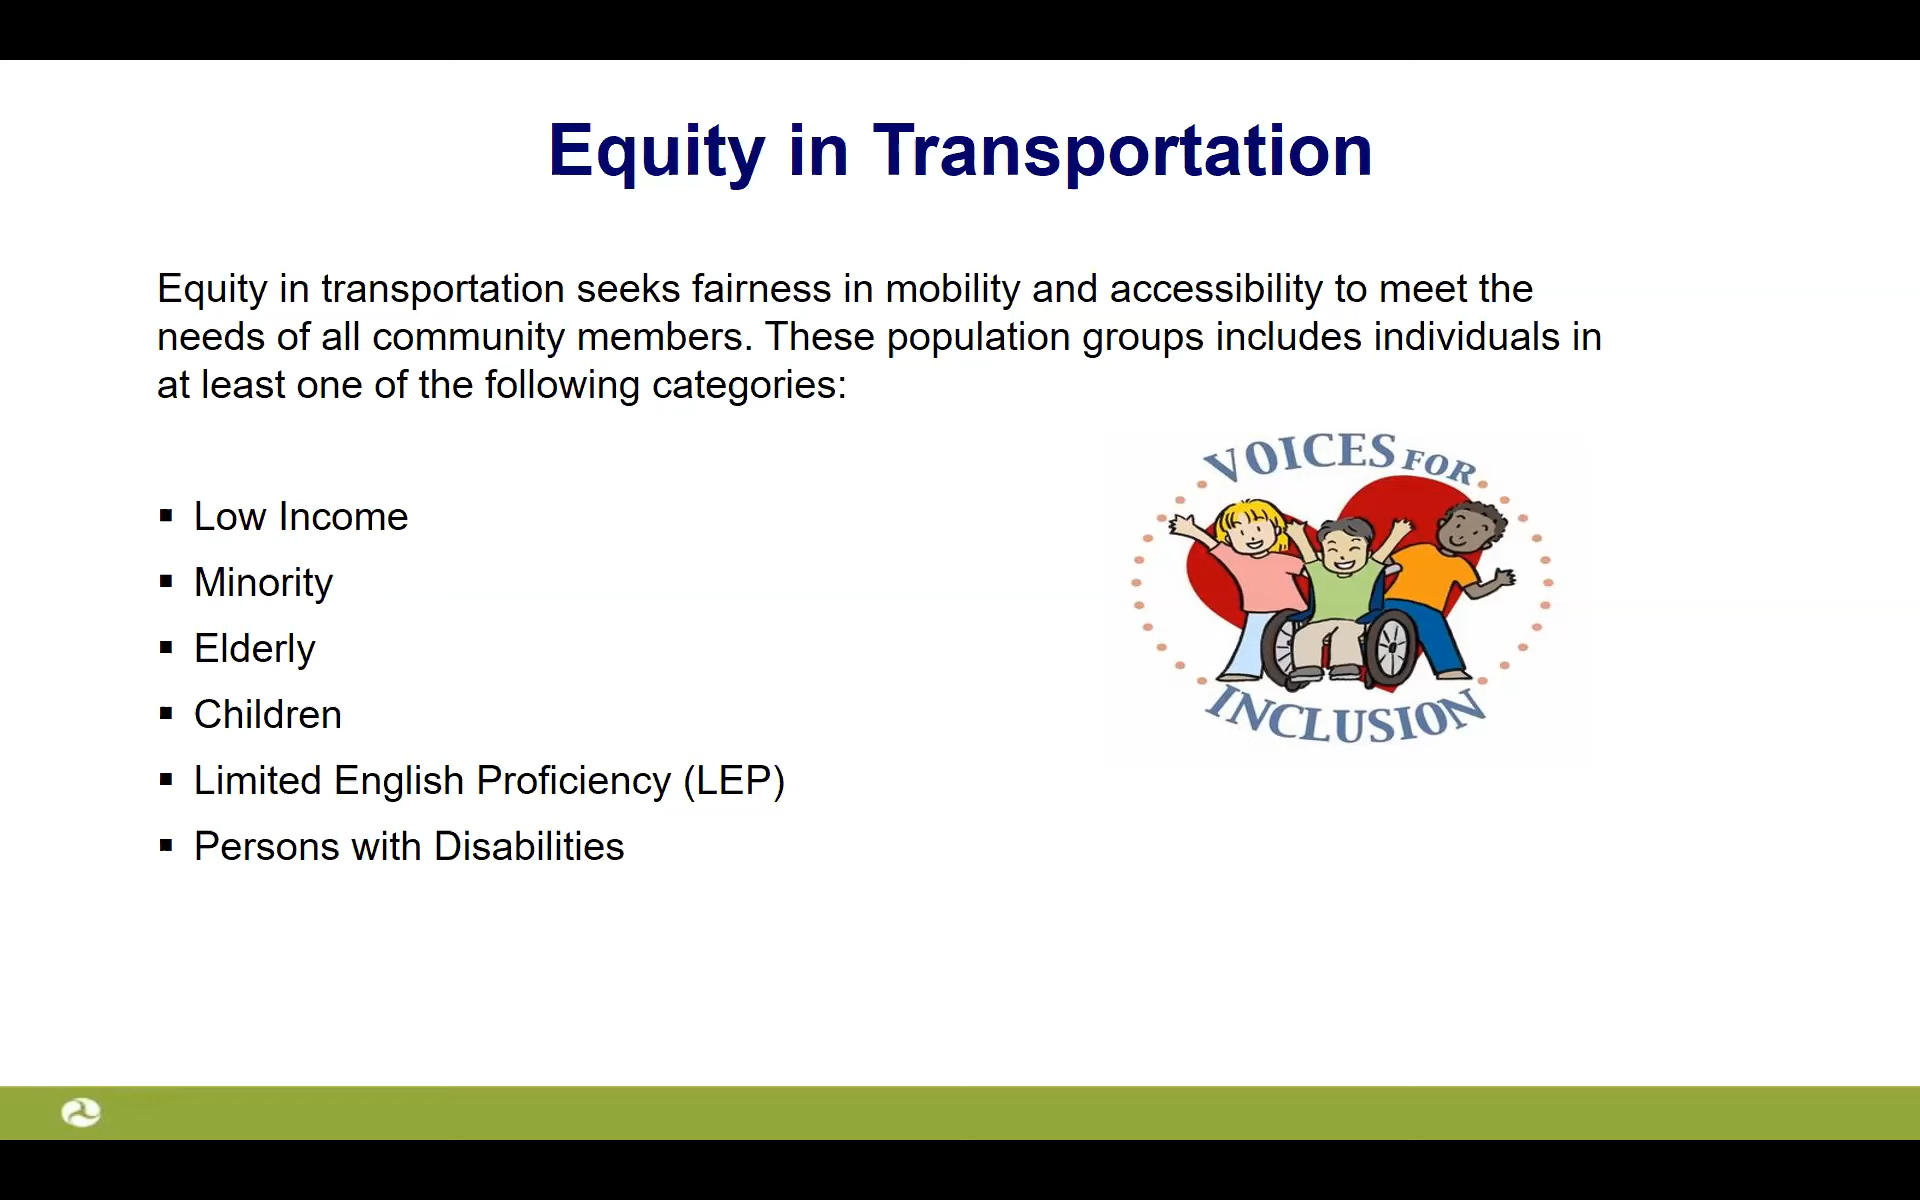 Equity in Transportation
Equity in transportation seeks fairness in mobility and accessibility to meet the
needs of all community members. These population groups includes individuals in
at least one of the following categories:
▪ Low Income
▪ Minority
▪ Elderly
▪ Children
▪ Limited English Proficiency (LEP)
▪ Persons with Disabilities
VOICES FOR
INCLUSION